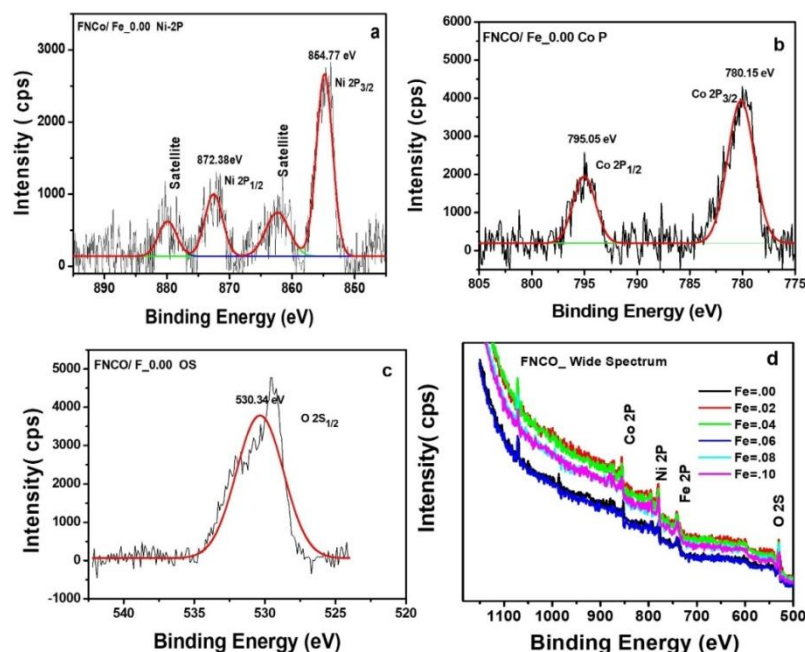 FNCo/ Fe_0.00 Ni-2P
a
854.77 eV
Ni 2P3/2
Satellite
872.38eV
Ni 2P1/2
Satellite
Intensity ( cps)
3000
2000
1000
0
890 880 870 860 850
Binding Energy (eV)
FNCO/ Fe_0.00 Co P
b
780.15 eV
Co 2P3/2
795.05 eV
Co 2P1/2
Intensity (cps)
6000
5000
4000
3000
2000
1000
0
805 800 795 790 785 780 775
Binding Energy (eV)
FNCO/ F_0.00 OS
c
530.34 eV
O 2S1/2
Intensity( cps)
5000
4000
3000
2000
1000
0
-1000
540 535 530 525 520
Binding Energy (eV)
FNCO_ Wide Spectrum
d
Fe=.00
Fe=.02
Fe=.04
Fe=.06
Fe=.08
Fe=.10
Co 2P
Ni 2P
Fe 2P
O 2S
Intensity( cps)
1100 1000 900 800 700 600 500
Binding Energy (eV)